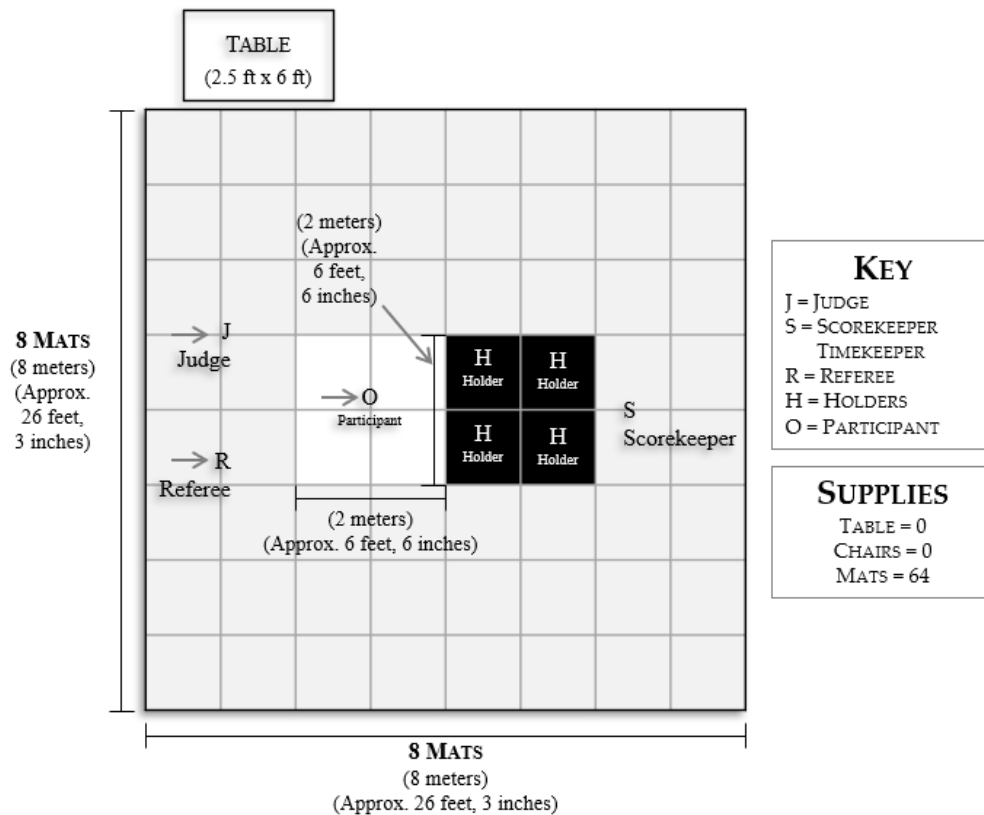 TABLE
(2.5 ft x 6 ft)
(2 meters)
(Approx.
6 feet,
6 inches)
8 MATS
(8 meters)
(Approx.
26 feet,
3 inches)
J
Judge
O
Participant
R
Referee
H
Holder
H
Holder
H
Holder
H
Holder
S
Scorekeeper
(2 meters)
(Approx. 6 feet, 6 inches)
8 MATS
(8 meters)
(Approx. 26 feet, 3 inches)
KEY
J = JUDGE
S = SCOREKEEPER
TIMEKEEPER
R = REFEREE
H = HOLDERS
O = PARTICIPANT
SUPPLIES
TABLE = 0
CHAIRS = 0
MATS = 64